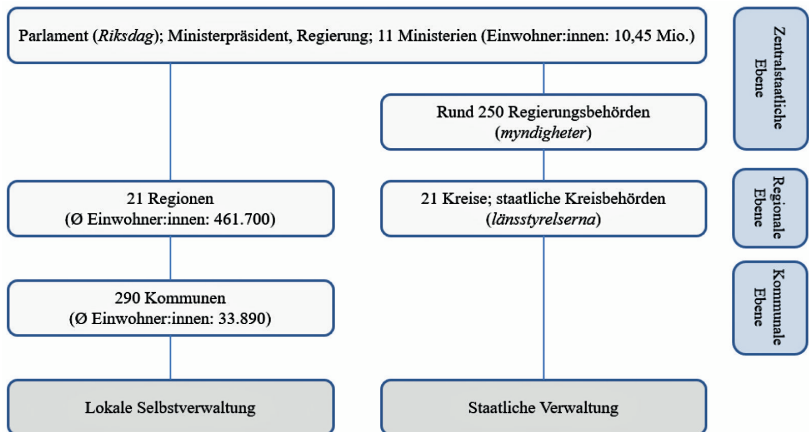 Parlament (Riksdag); Ministerpräsident, Regierung; 11 Ministerien (Einwohner:innen: 10,45 Mio.)
Zentralstaatliche
Ebene
Rund 250 Regierungsbehörden
(myndigheter)
21 Regionen
(Ø Einwohner:innen: 461.700)
21 Kreise; staatliche Kreisbehörden
(länsstyrelserna)
Regionale
Ebene
290 Kommunen
(Ø Einwohner:innen: 33.890)
Kommunale
Ebene
Lokale Selbstverwaltung
Staatliche Verwaltung